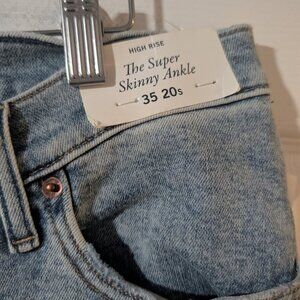 HIGH RISE
The Super
Skinny Ankle
35 20s